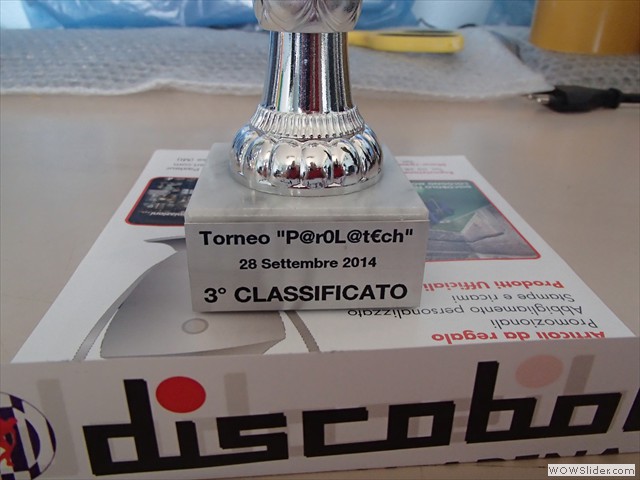 Torneo "P@r0L@t€ch"
28 Settembre 2014
3° CLASSIFICATO
Articoli da regalo
Promozionali
Abbigliamento personalizzato
Stampe e ricami
Prodotti Ufficiali
discobol
WOWSlider.com